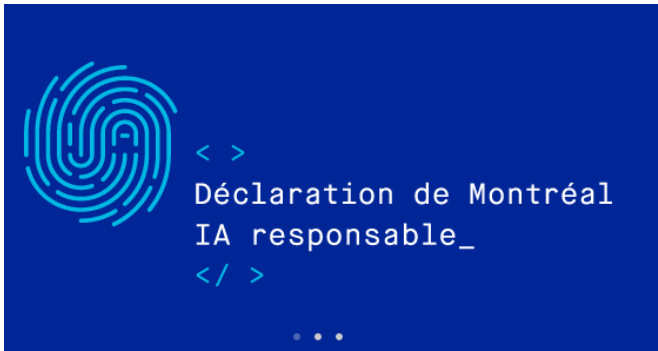 < >
Déclaration de Montréal
IA responsable_
</ >